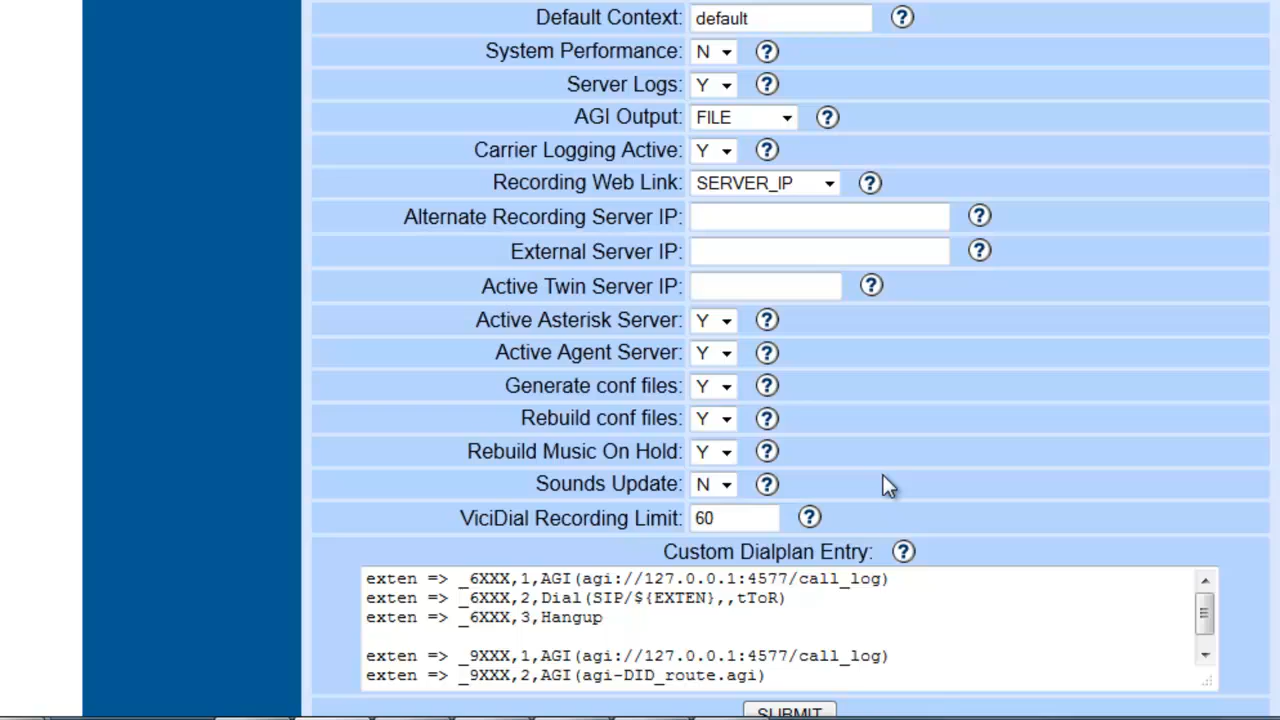 Default Context: default ?
System Performance: N ?
Server Logs: Y ?
AGI Output: FILE ?
Carrier Logging Active: Y ?
Recording Web Link: SERVER_IP ?
Alternate Recording Server IP: ?
External Server IP: ?
Active Twin Server IP: ?
Active Asterisk Server: Y ?
Active Agent Server: Y ?
Generate conf files: Y ?
Rebuild conf files: Y ?
Rebuild Music On Hold: Y ?
Sounds Update: N ?
ViciDial Recording Limit: 60 ?
Custom Dialplan Entry: ?
exten => _6XXX,1,AGI(agi://127.0.0.1:4577/call_log)
exten => _6XXX,2,Dial(SIP/${EXTEN},,tToR)
exten => _6XXX,3,Hangup
exten => _9XXX,1,AGI(agi://127.0.0.1:4577/call_log)
exten => _9XXX,2,AGI(agi-DID_route.agi)
SUBMIT